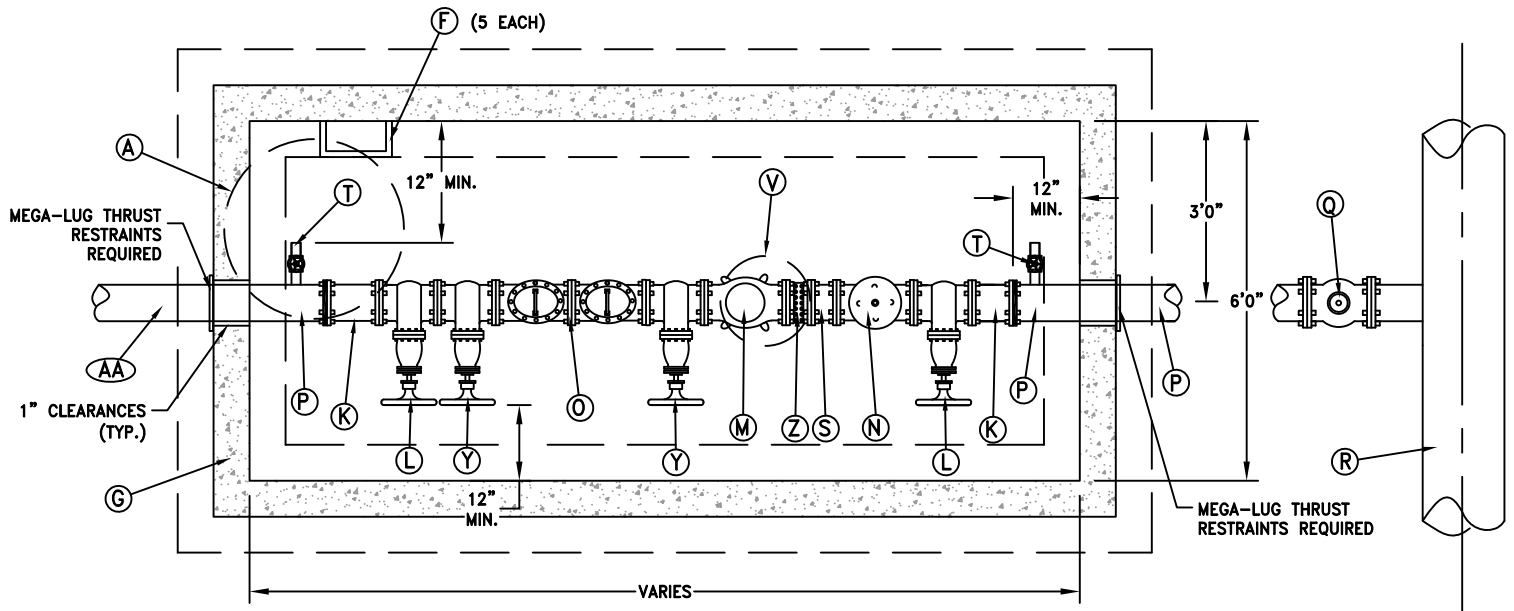 F (5 EACH)
A
T
12" MIN.
V
12"
MIN.
3'0"
Q
MEGA-LUG THRUST
RESTRAINTS
REQUIRED
T
6'0"
AA
1" CLEARANCES
(TYP.)
P
K
O
M
Z
S
N
P
K
P
L
Y
Y
L
R
G
12"
MIN.
MEGA-LUG THRUST
RESTRAINTS REQUIRED
VARIES